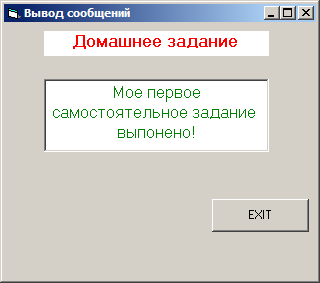 Вывод сообщений
Домашнее задание
Мое первое
самостоятельное задание
выпонено!
EXIT